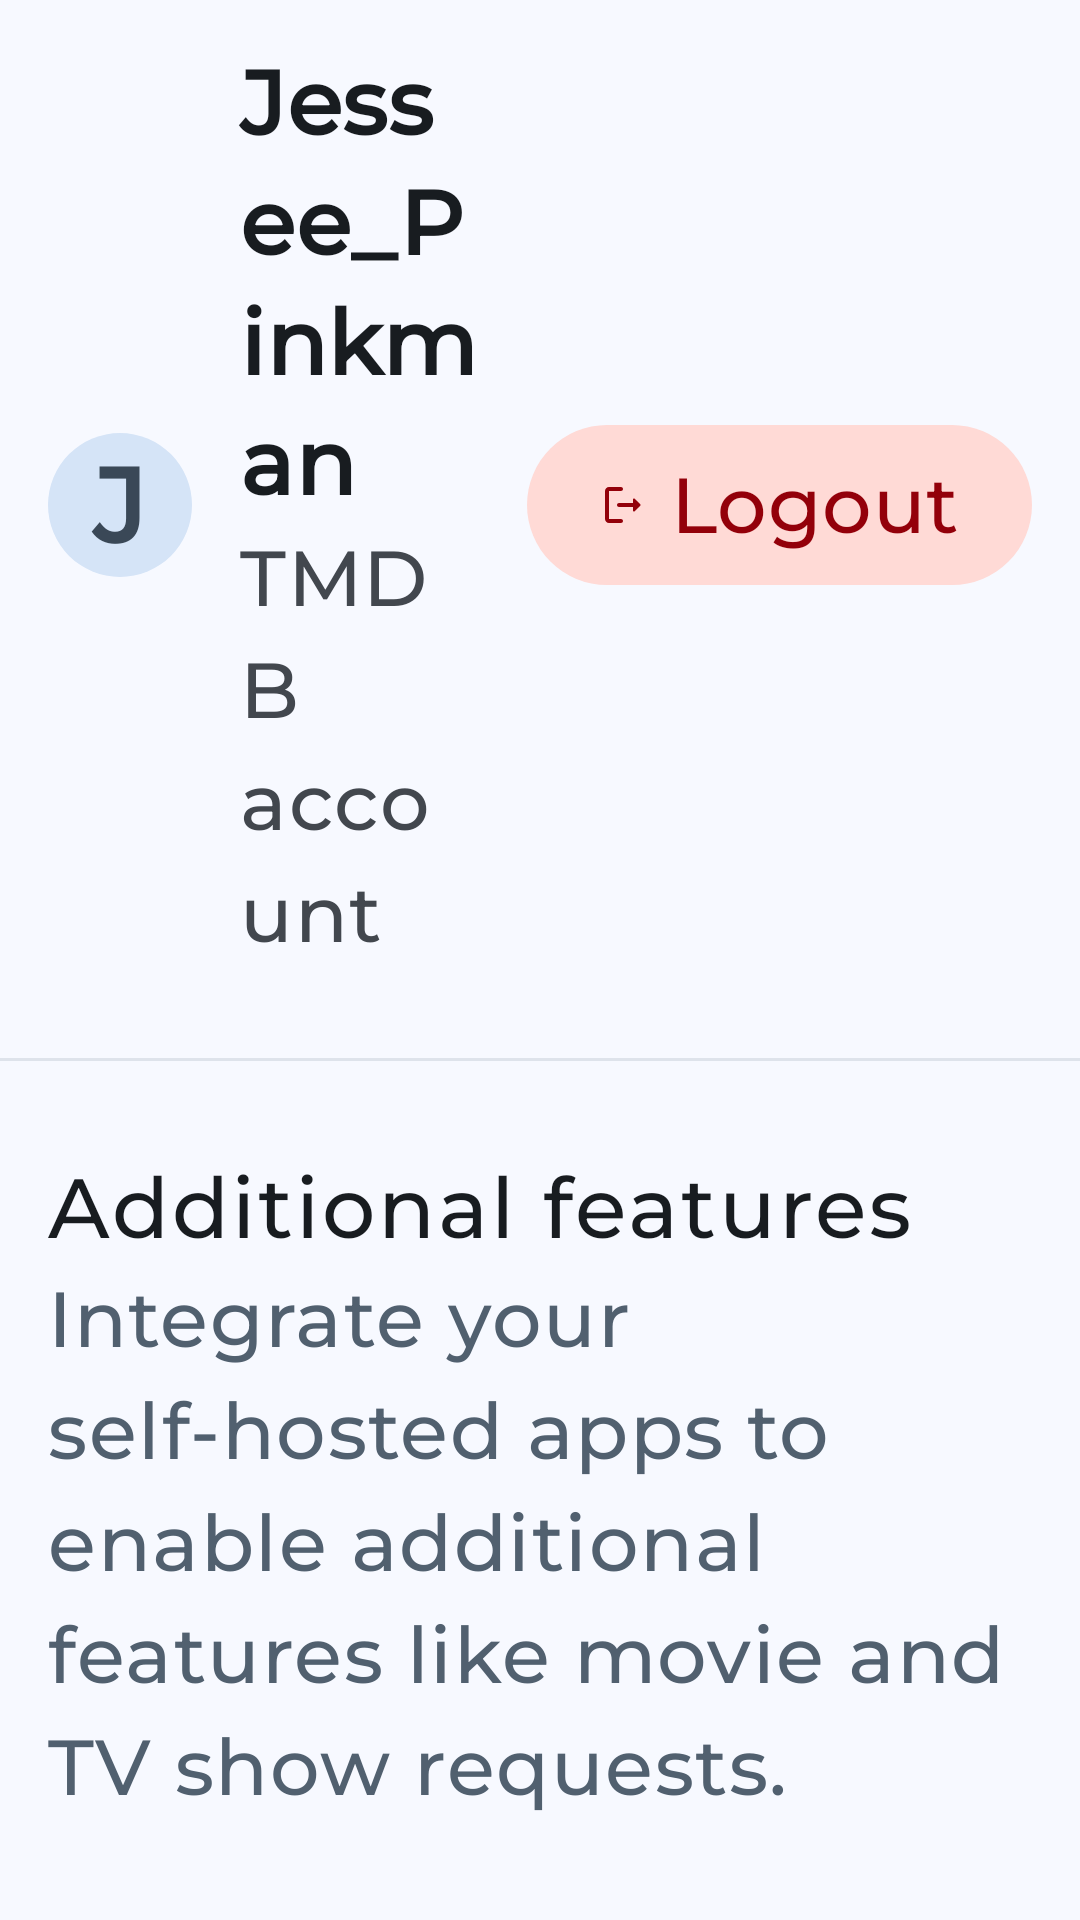 Jess
ee_P
inkm
an
J
TMD
B
acco
unt
Logout
Additional features
Integrate your
self-hosted apps to
enable additional
features like movie and
TV show requests.